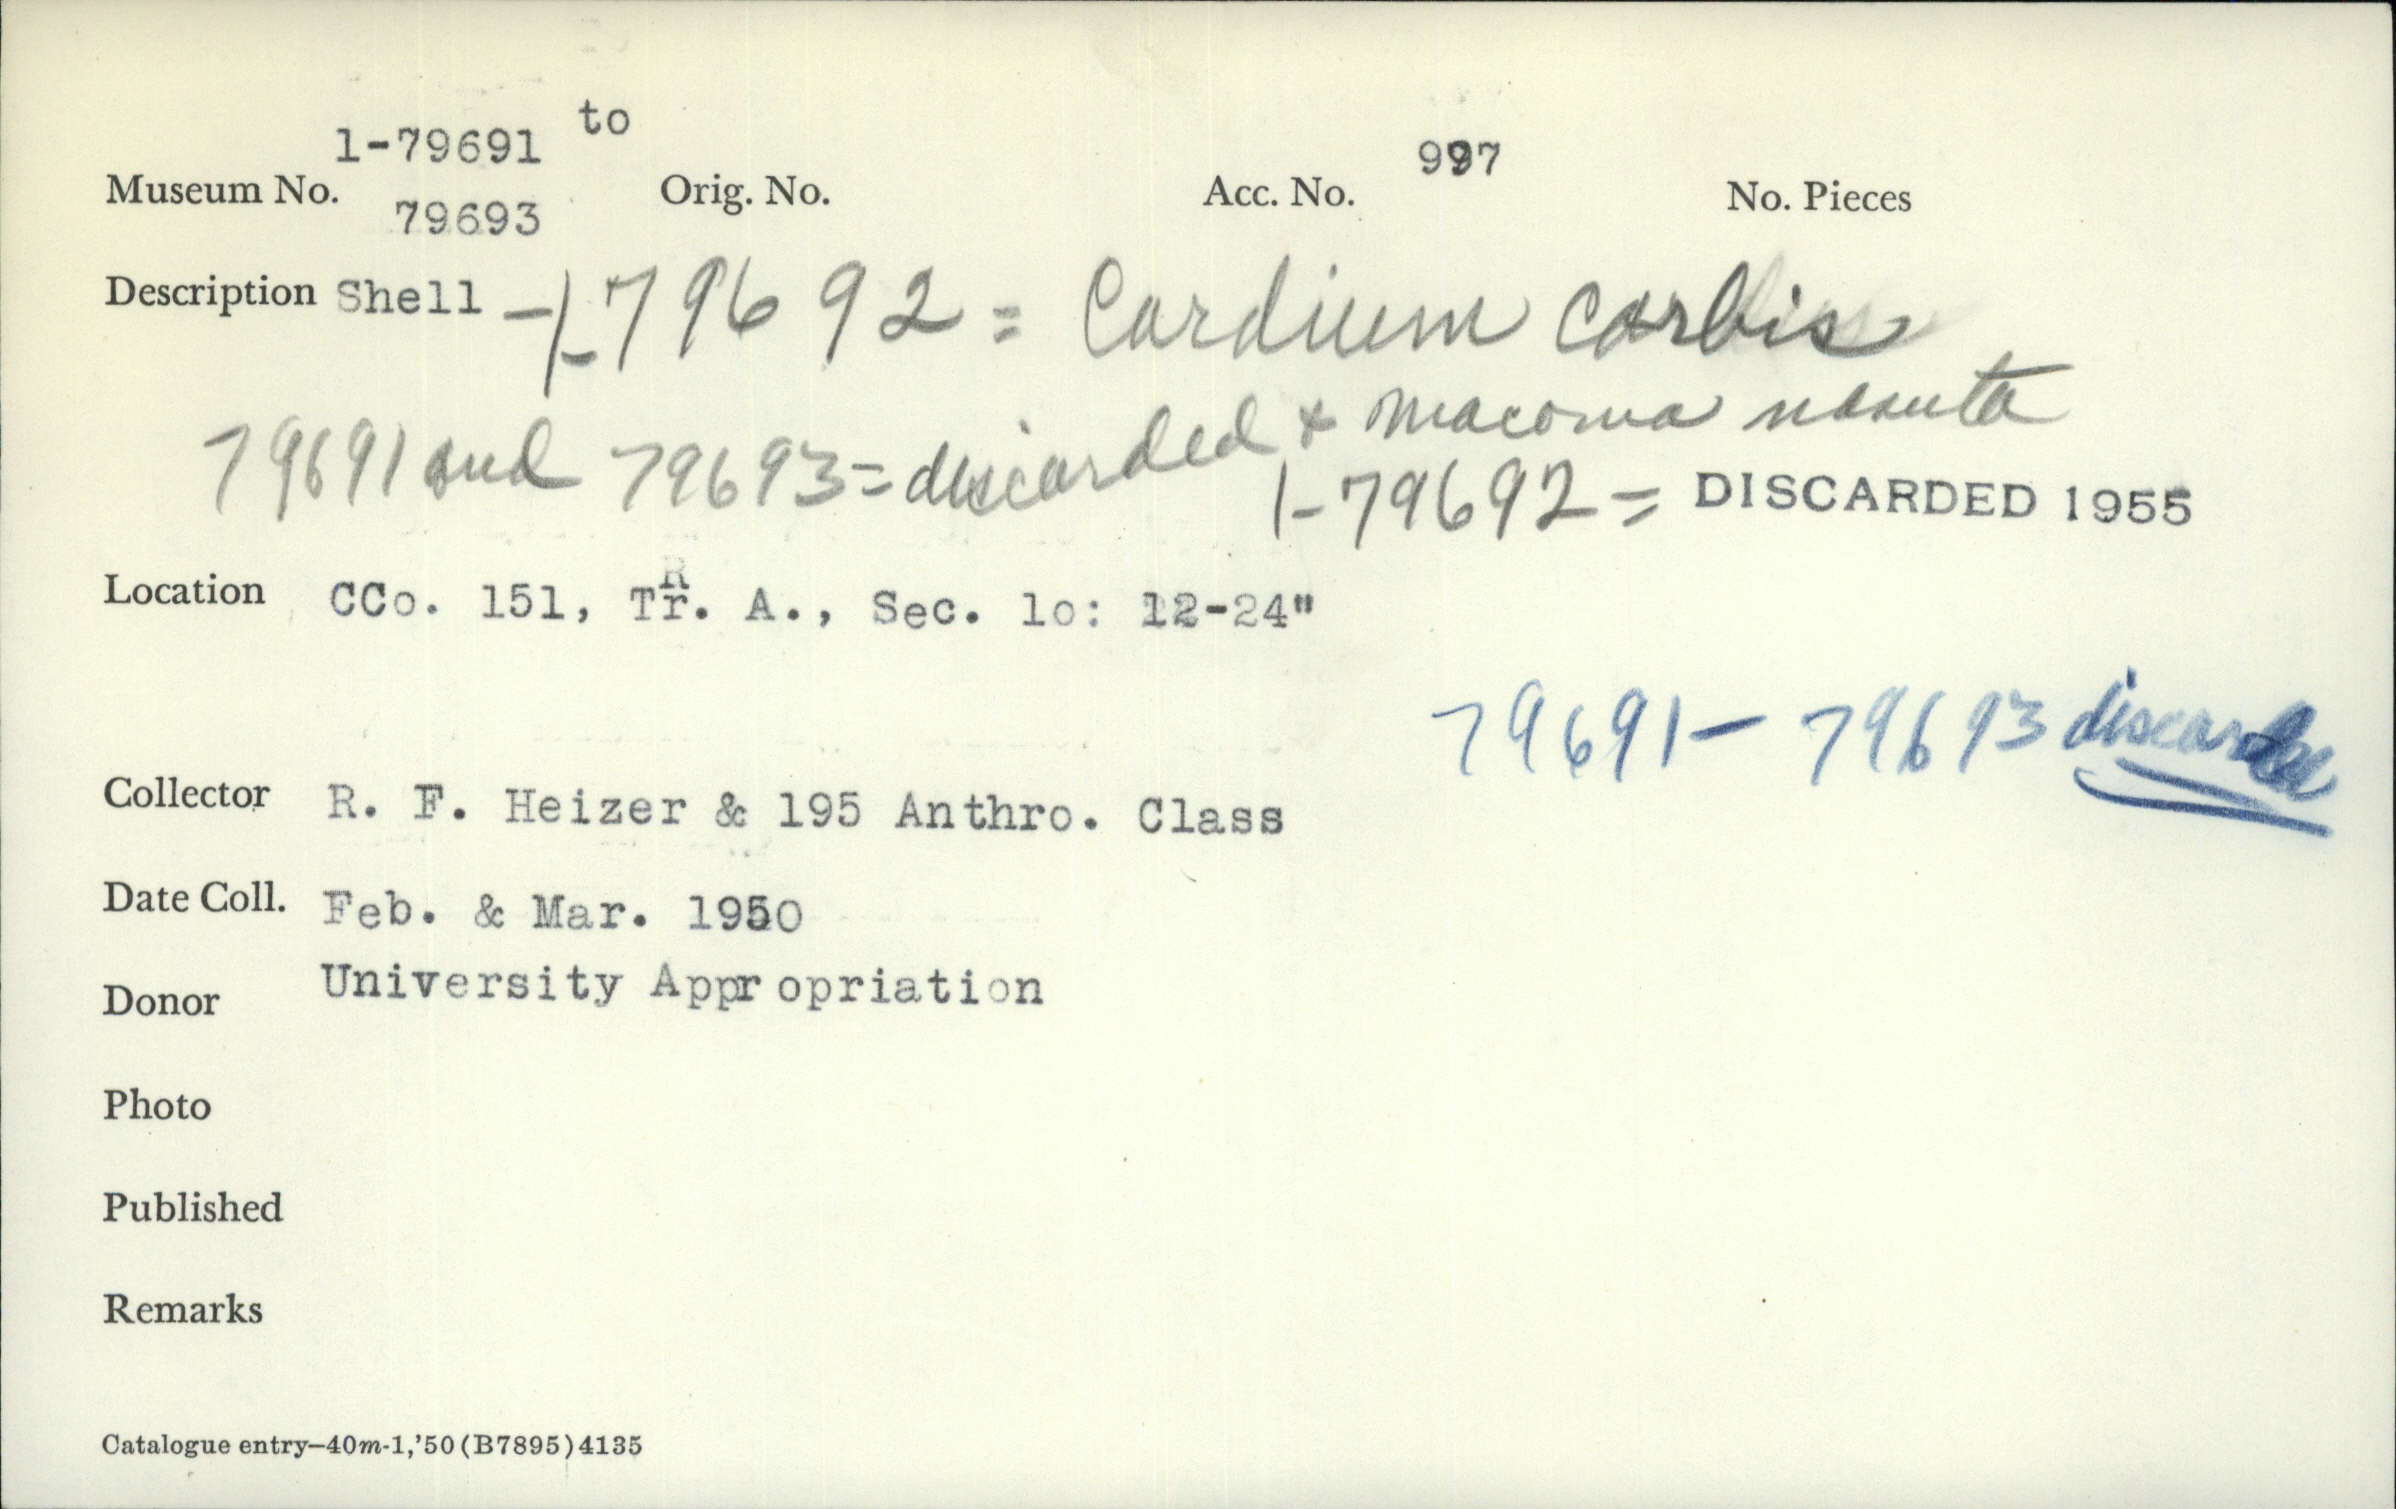 1-79691 to
Museum No. 79693 Orig. No. Acc. No. 997 No. Pieces
Description Shell - 1-79692 = Cardium corbis
& Macoma nasuta
79691 and 79693 = discarded
1-79692 = DISCARDED 1955
Location CCo. 151, Tr. A., Sec. 10: 12-24"
79691 - 79693 discarded
Collector R. F. Heizer & 195 Anthro. Class
Date Coll. Feb. & Mar. 1950
Donor University Appropriation
Photo
Published
Remarks
Catalogue entry—40m-1,'50 (B7895) 4135